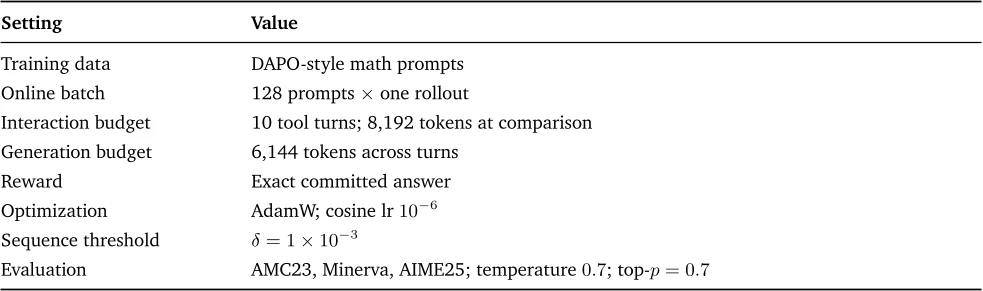 Setting Value
Training data DAPO-style math prompts
Online batch 128 prompts × one rollout
Interaction budget 10 tool turns; 8,192 tokens at comparison
Generation budget 6,144 tokens across turns
Reward Exact committed answer
Optimization AdamW; cosine lr 10⁻⁶
Sequence threshold δ = 1 × 10⁻³
Evaluation AMC23, Minerva, AIME25; temperature 0.7; top-p = 0.7